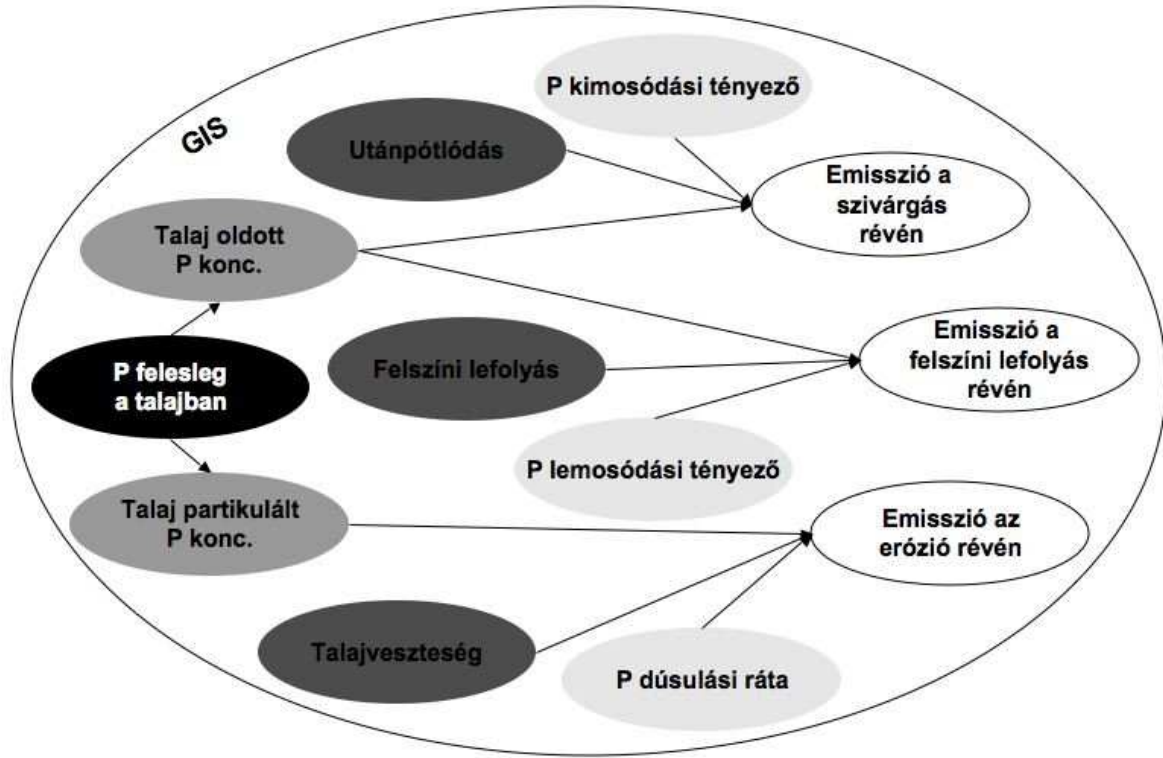 GIS
P kimosódási tényező
Utánpótlódás
Emisszió a
szivárgás
révén
Talaj oldott
P konc.
Emisszió a
felszíni lefolyás
révén
Felszíni lefolyás
P felesleg
a talajban
P lemosódási tényező
Talaj partikulált
P konc.
Emisszió az
erózió révén
Talajveszteség
P dúsulási ráta